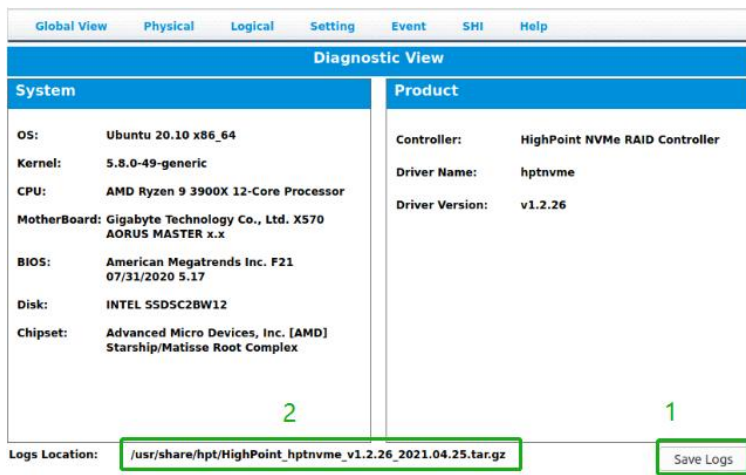 Global View Physical Logical Setting Event SHI Help
Diagnostic View
System
OS: Ubuntu 20.10 x86_64
Kernel: 5.8.0-49-generic
CPU: AMD Ryzen 9 3900X 12-Core Processor
MotherBoard: Gigabyte Technology Co., Ltd. X570
AORUS MASTER x.x
BIOS: American Megatrends Inc. F21
07/31/2020 5.17
Disk: INTEL SSDSC2BW12
Chipset: Advanced Micro Devices, Inc. [AMD]
Starship/Matisse Root Complex
Product
Controller: HighPoint NVMe RAID Controller
Driver Name: hptnvme
Driver Version: v1.2.26
2
1
Logs Location: /usr/share/hpt/HighPoint_hptnvme_v1.2.26_2021.04.25.tar.gz
Save Logs